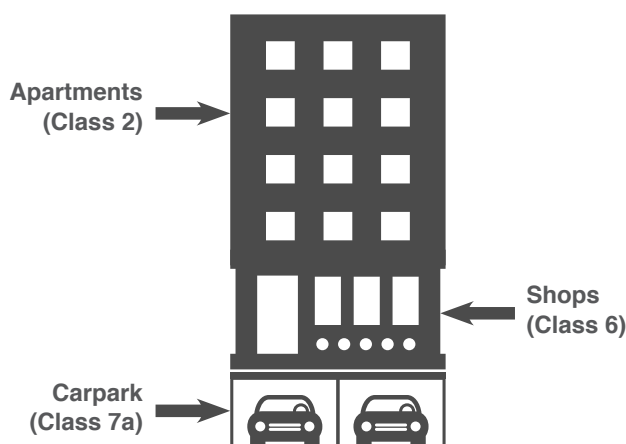 Apartments
(Class 2)
Shops
(Class 6)
Carpark
(Class 7a)